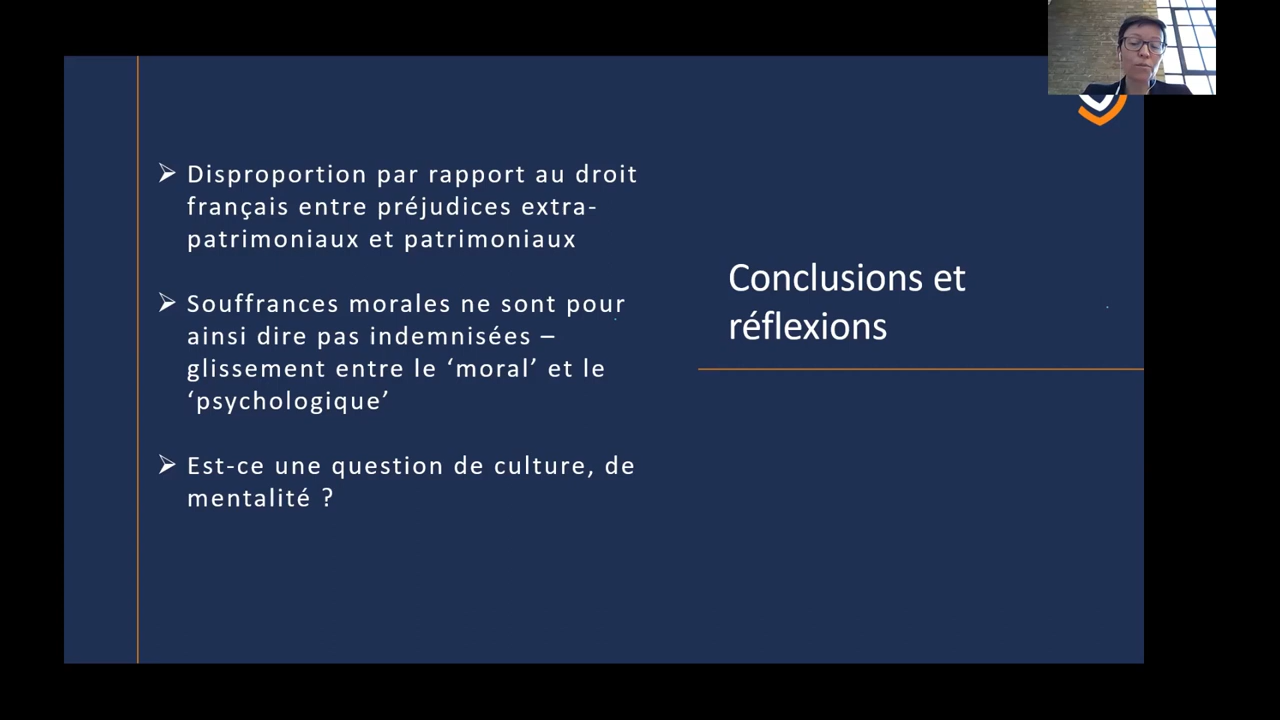 ➢ Disproportion par rapport au droit
français entre préjudices extra-
patrimoniaux et patrimoniaux
➢ Souffrances morales ne sont pour
ainsi dire pas indemnisées –
glissement entre le ‘moral’ et le
‘psychologique’
➢ Est-ce une question de culture, de
mentalité ?
Conclusions et
réflexions